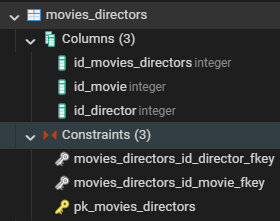 movies_directors
Columns (3)
id_movies_directors integer
id_movie integer
id_director integer
Constraints (3)
movies_directors_id_director_fkey
movies_directors_id_movie_fkey
pk_movies_directors